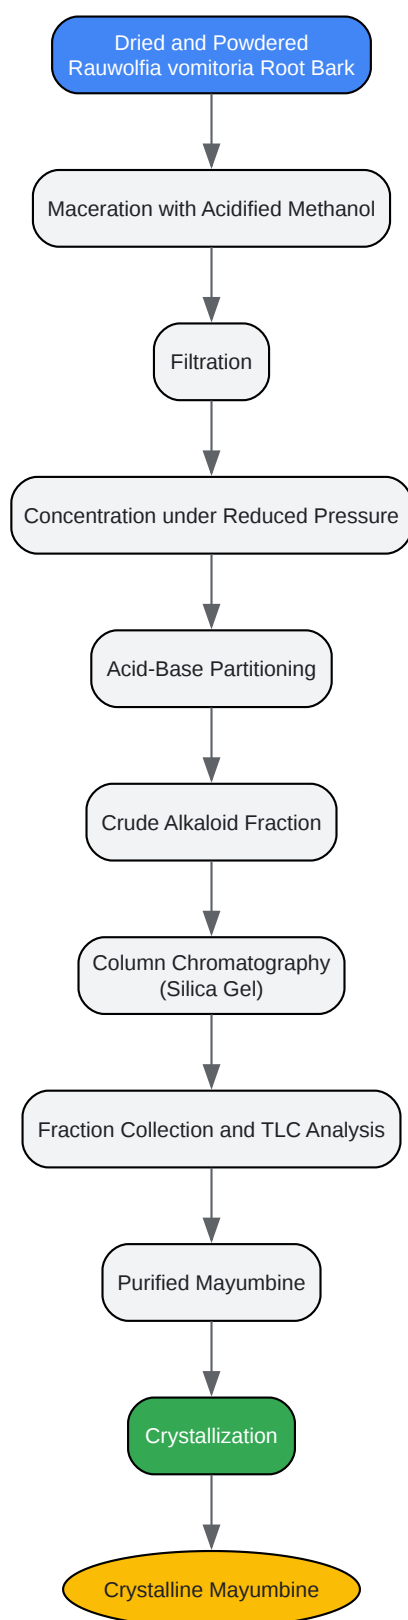 Dried and Powdered
Rauwolfia vomitoria Root Bark
Maceration with Acidified Methanol
Filtration
Concentration under Reduced Pressure
Acid-Base Partitioning
Crude Alkaloid Fraction
Column Chromatography
(Silica Gel)
Fraction Collection and TLC Analysis
Purified Mayumbine
Crystallization
Crystalline Mayumbine